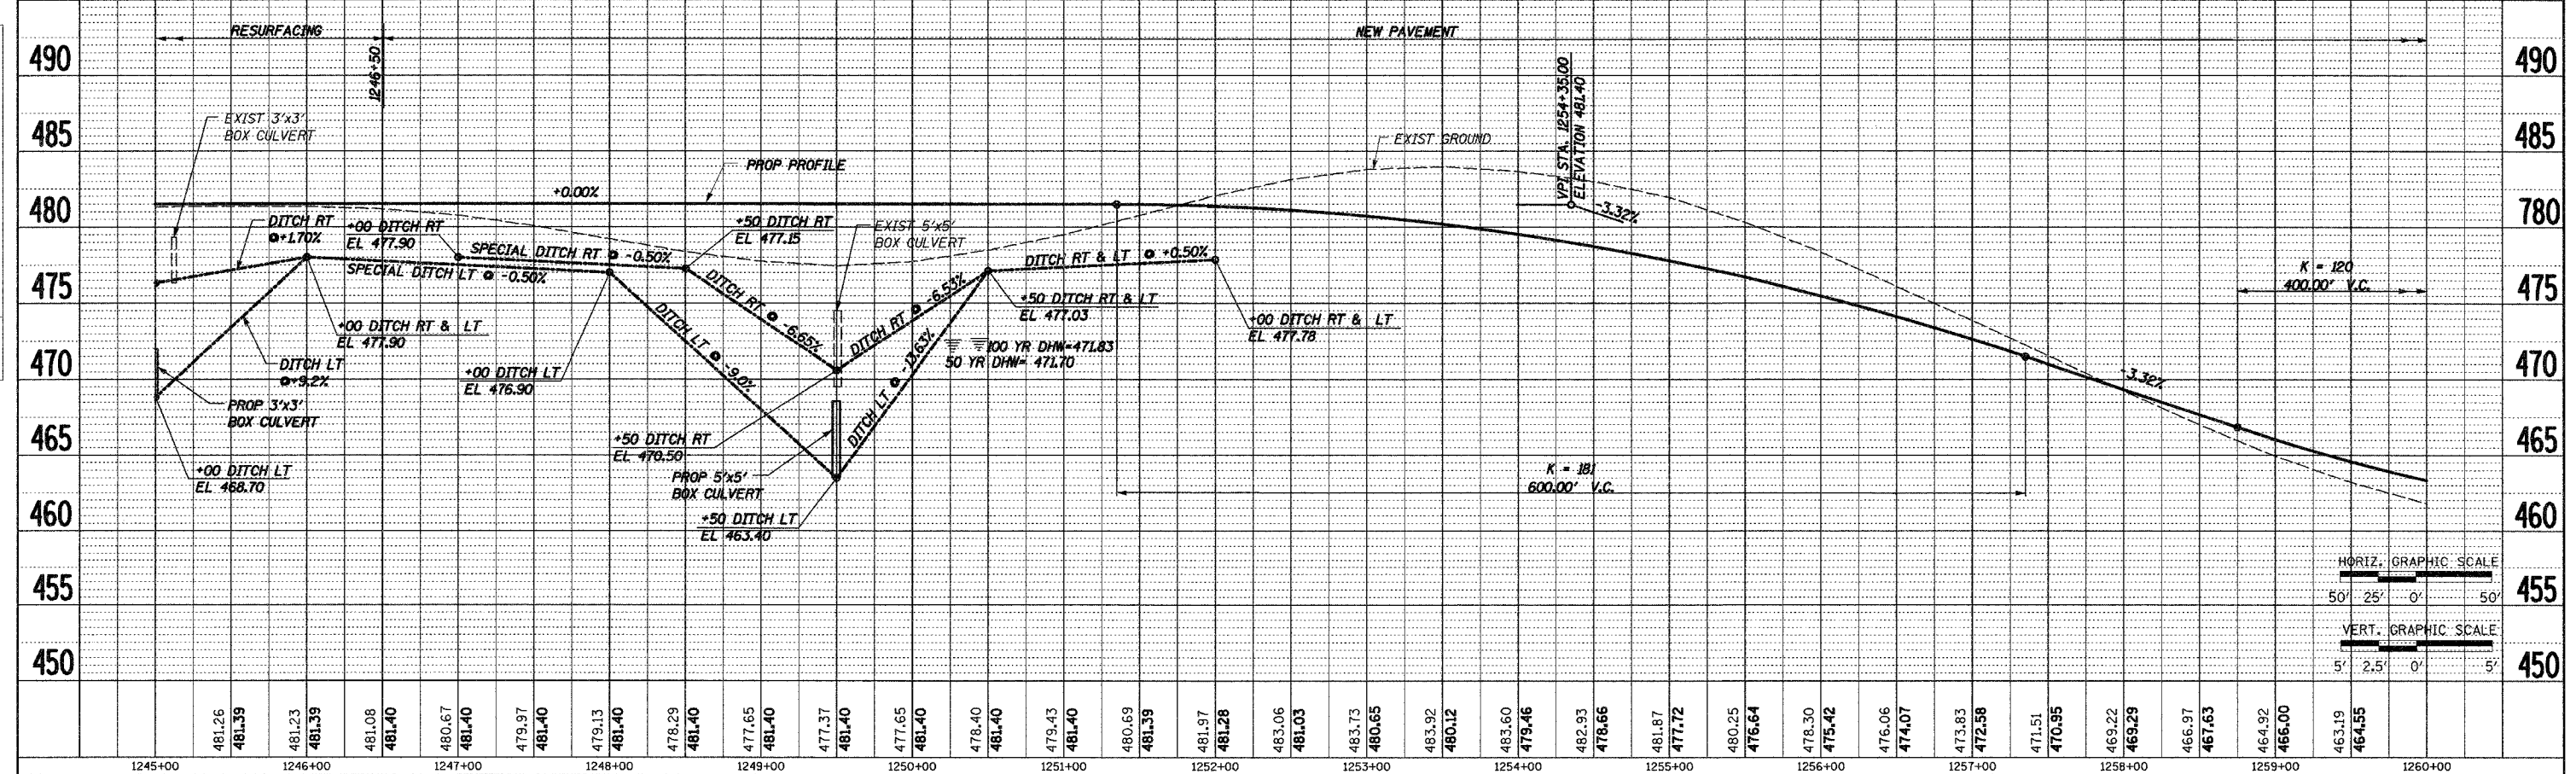 RESURFACING
NEW PAVEMENT
490
490
1246+50
VPI STA. 1254+35.00
ELEVATION 481.40
EXIST 3'x3'
BOX CULVERT
485
485
EXIST GROUND
PROP PROFILE
+0.00%
480
780
DITCH RT
+1.70%
+00 DITCH RT
EL 477.90
SPECIAL DITCH RT -0.50%
SPECIAL DITCH LT -0.50%
+50 DITCH RT
EL 477.15
EXIST 5'x5'
BOX CULVERT
DITCH RT & LT +0.50%
-3.32%
475
475
K = 120
400.00' V.C.
DITCH RT -6.65%
DITCH RT -6.53%
+50 DITCH RT & LT
EL 477.03
+00 DITCH RT & LT
EL 477.78
+00 DITCH RT & LT
EL 477.90
DITCH LT
+9.2%
+00 DITCH LT
EL 476.90
DITCH LT -9.0%
DITCH LT -13.63%
100 YR DHW=471.83
50 YR DHW= 471.70
470
470
-3.32%
PROP 3'x3'
BOX CULVERT
465
465
+50 DITCH RT
EL 470.50
+00 DITCH LT
EL 468.70
PROP 5'x5'
BOX CULVERT
K = 181
600.00' V.C.
460
460
+50 DITCH LT
EL 463.40
455
455
HORIZ. GRAPHIC SCALE
50' 25' 0' 50'
VERT. GRAPHIC SCALE
5' 2.5' 0' 5'
450
450
481.26 481.39
481.23 481.39
481.08 481.40
480.67 481.40
479.97 481.40
479.13 481.40
478.29 481.40
477.65 481.40
477.37 481.40
477.65 481.40
478.40 481.40
479.43 481.40
480.69 481.39
481.97 481.28
483.06 481.03
483.73 480.65
483.92 480.12
483.60 479.46
482.93 478.66
481.87 477.72
480.25 476.64
478.30 475.42
476.06 474.07
473.83 472.58
471.51 470.95
469.22 469.29
466.97 467.63
464.92 466.00
463.19 464.55
1245+00 1246+00 1247+00 1248+00 1249+00 1250+00 1251+00 1252+00 1253+00 1254+00 1255+00 1256+00 1257+00 1258+00 1259+00 1260+00